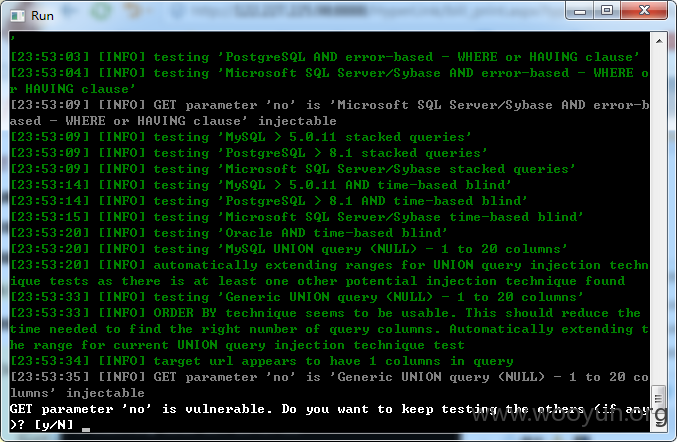 Run
'
[23:53:03] [INFO] testing 'PostgreSQL AND error-based - WHERE or HAVING clause'
[23:53:04] [INFO] testing 'Microsoft SQL Server/Sybase AND error-based - WHERE o
r HAVING clause'
[23:53:09] [INFO] GET parameter 'no' is 'Microsoft SQL Server/Sybase AND error-b
ased - WHERE or HAVING clause' injectable
[23:53:09] [INFO] testing 'MySQL > 5.0.11 stacked queries'
[23:53:09] [INFO] testing 'PostgreSQL > 8.1 stacked queries'
[23:53:09] [INFO] testing 'Microsoft SQL Server/Sybase stacked queries'
[23:53:14] [INFO] testing 'MySQL > 5.0.11 AND time-based blind'
[23:53:14] [INFO] testing 'PostgreSQL > 8.1 AND time-based blind'
[23:53:15] [INFO] testing 'Microsoft SQL Server/Sybase time-based blind'
[23:53:20] [INFO] testing 'Oracle AND time-based blind'
[23:53:20] [INFO] testing 'MySQL UNION query (NULL) - 1 to 20 columns'
[23:53:20] [INFO] automatically extending ranges for UNION query injection techn
ique tests as there is at least one other potential injection technique found
[23:53:33] [INFO] testing 'Generic UNION query (NULL) - 1 to 20 columns'
[23:53:33] [INFO] ORDER BY technique seems to be usable. This should reduce the
time needed to find the right number of query columns. Automatically extending t
he range for current UNION query injection technique test
[23:53:34] [INFO] target url appears to have 1 columns in query
[23:53:35] [INFO] GET parameter 'no' is 'Generic UNION query (NULL) - 1 to 20 co
lumns' injectable
GET parameter 'no' is vulnerable. Do you want to keep testing the others (if any
)? [y/N]
www.wooyun.org